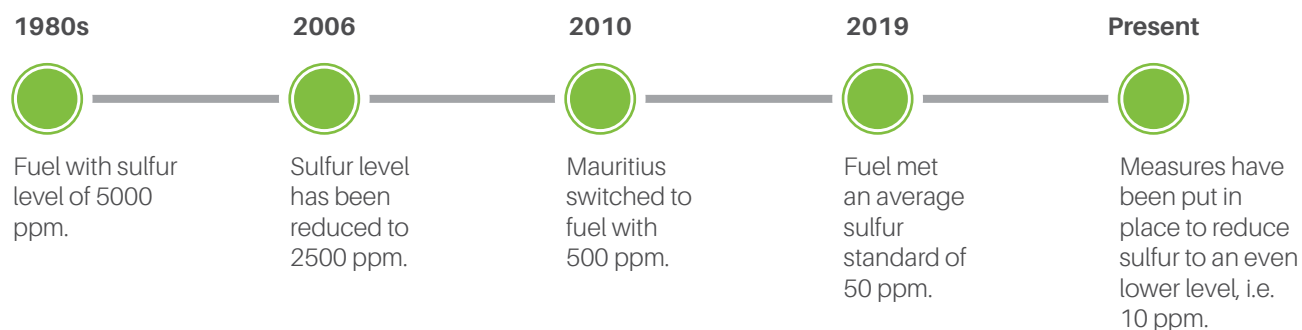 1980s
Fuel with sulfur
level of 5000
ppm.
2006
Sulfur level
has been
reduced to
2500 ppm.
2010
Mauritius
switched to
fuel with
500 ppm.
2019
Fuel met
an average
sulfur
standard of
50 ppm.
Present
Measures have
been put in
place to reduce
sulfur to an even
lower level, i.e.
10 ppm.